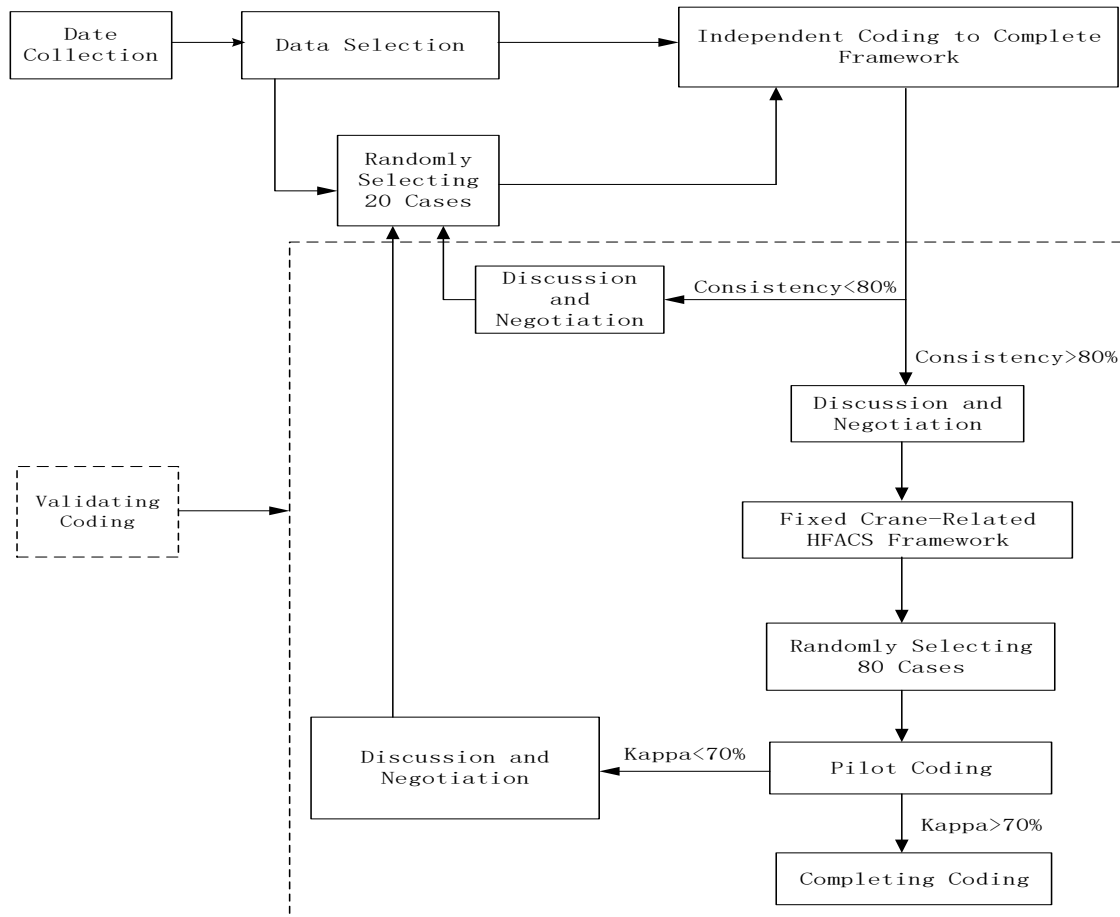 Date
Collection
Data Selection
Independent Coding to Complete
Framework
Randomly
Selecting
20 Cases
Discussion
and
Negotiation
Consistency<80%
Consistency>80%
Discussion and
Negotiation
Validating
Coding
Fixed Crane-Related
HFACS Framework
Randomly Selecting
80 Cases
Discussion and
Negotiation
Kappa<70%
Pilot Coding
Kappa>70%
Completing Coding